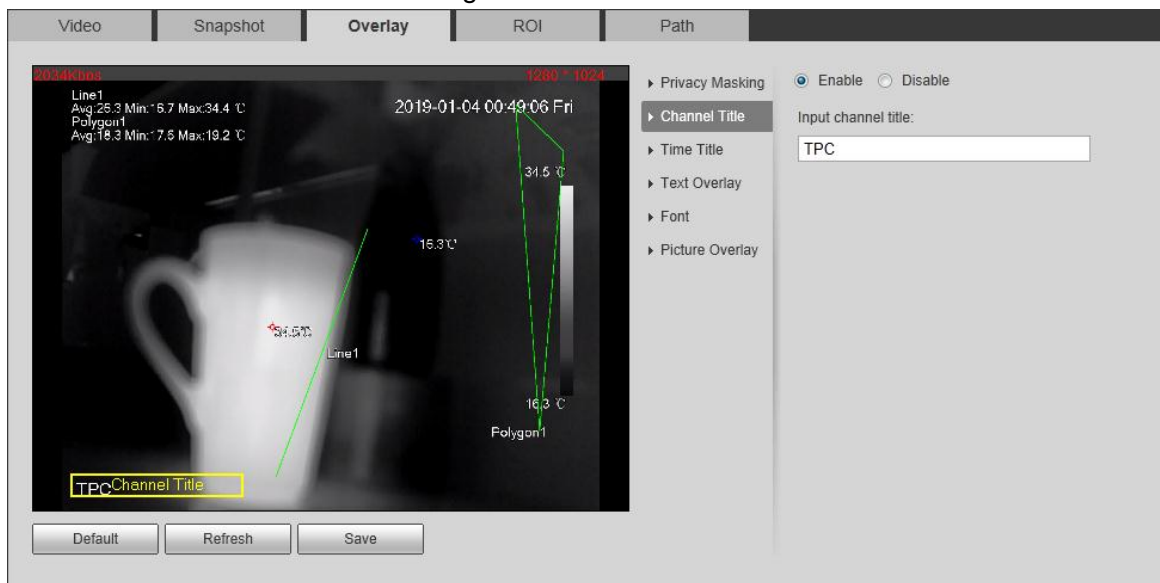 Video Snapshot Overlay ROI Path
2034Kbps 1280 * 1024
Line1
Avg:25.3 Min:16.7 Max:34.4 ℃
Polygon1
Avg:18.3 Min:17.5 Max:19.2 ℃
2019-01-04 00:49:06 Fri
34.5 ℃
15.3℃
34.5℃
Line1
16.3 ℃
Polygon1
TPC Channel Title
Default Refresh Save
Privacy Masking
Channel Title
Time Title
Text Overlay
Font
Picture Overlay
Enable Disable
Input channel title:
TPC